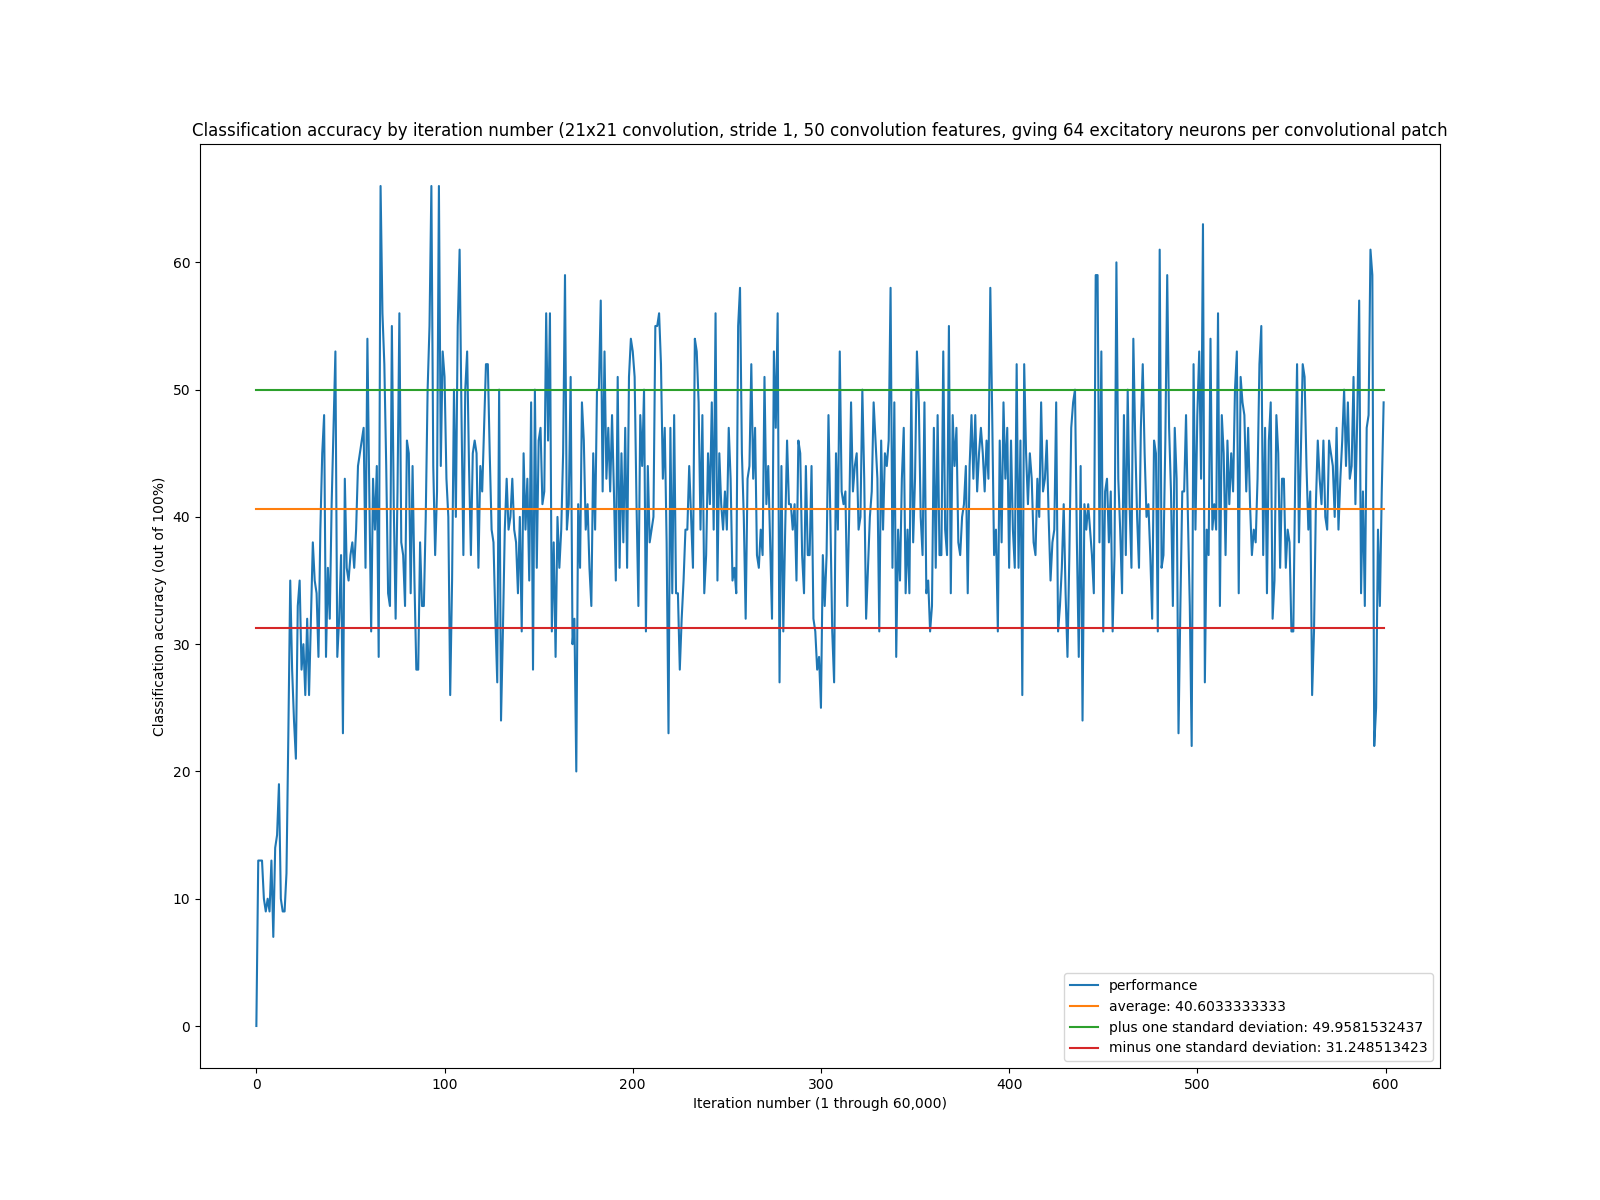 Classification accuracy by iteration number (21x21 convolution, stride 1, 50 convolution features, gving 64 excitatory neurons per convolutional patch
Classification accuracy (out of 100%)
60
50
40
30
20
10
0
0 100 200 300 400 500 600
Iteration number (1 through 60,000)
performance
average: 40.6033333333
plus one standard deviation: 49.9581532437
minus one standard deviation: 31.248513423